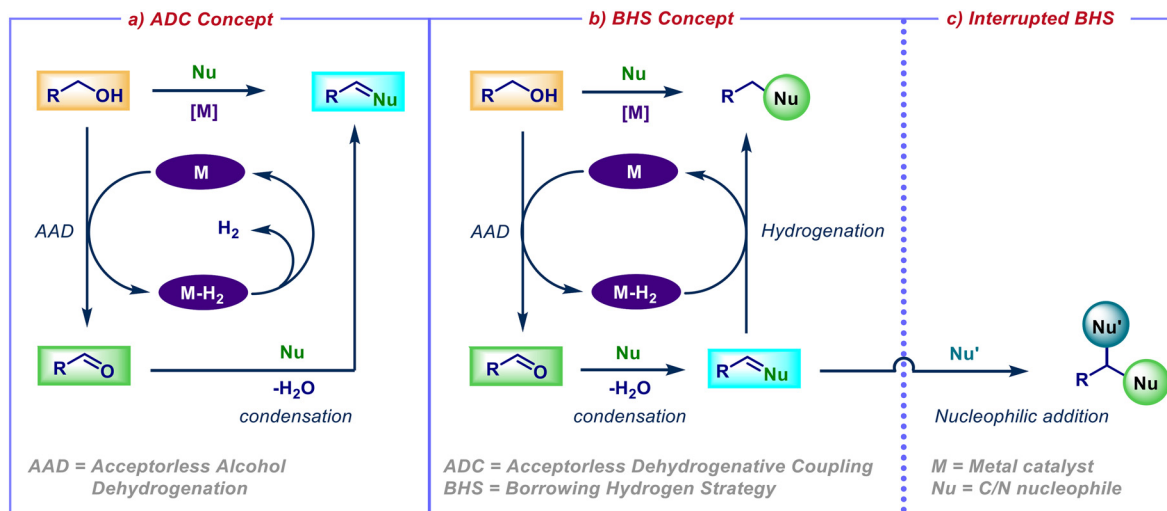 a) ADC Concept
R OH
Nu
[M]
R Nu
M
AAD
H2
M-H2
R O
Nu
-H2O
condensation
AAD = Acceptorless Alcohol
Dehydrogenation
b) BHS Concept
R OH
Nu
[M]
R Nu
M
AAD
Hydrogenation
M-H2
R O
Nu
-H2O
condensation
R Nu
ADC = Acceptorless Dehydrogenative Coupling
BHS = Borrowing Hydrogen Strategy
c) Interrupted BHS
Nu'
Nucleophilic addition
Nu'
R Nu
M = Metal catalyst
Nu = C/N nucleophile